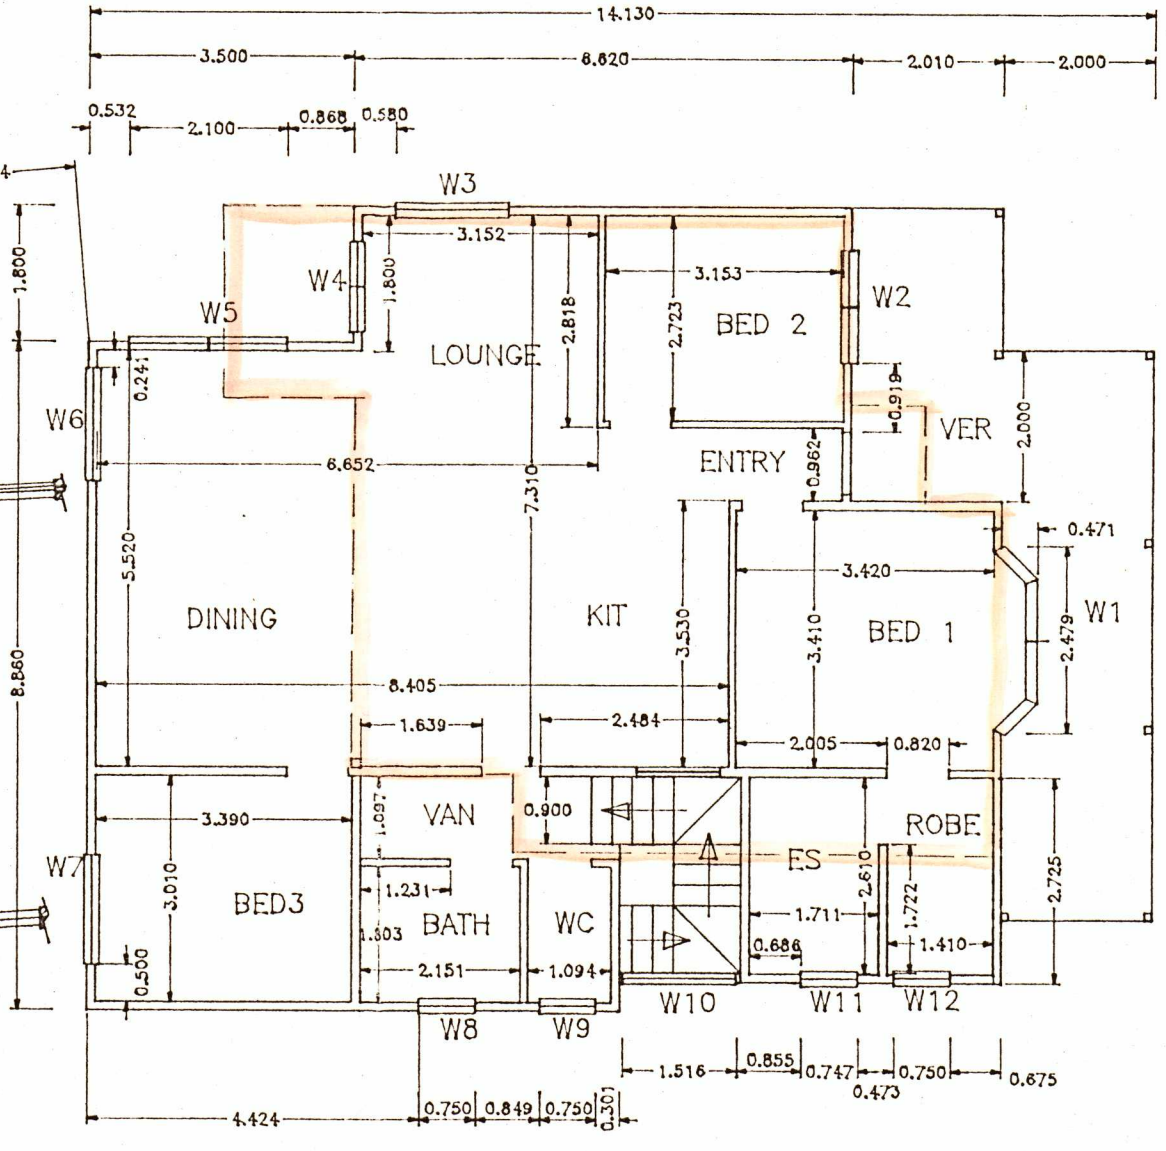 14.130
3.500 8.620 2.010 2.000
0.532 2.100 0.868 0.580
4
W3
3.152
1.800 W4 1.800 2.818 3.153 W2
W5 2.723 BED 2
LOUNGE
0.241 0.919
W6 VER 2.000
6.652 7.310 ENTRY 0.962
5.520 0.471
3.420
DINING KIT 3.530 3.410 BED 1 W1 2.479
8.860 8.405
1.639 2.484
2.005 0.820
1.097 VAN 0.900 ROBE
3.390
W7 ES 2.610 2.725
3.010 1.231 1.722
BED3 1.803 BATH WC 1.711
0.686 1.410
0.500 2.151 1.094
W8 W9 W10 W11 W12
1.516 0.855 0.747 0.473 0.750 0.675
4.424 0.750 0.849 0.750 0.301